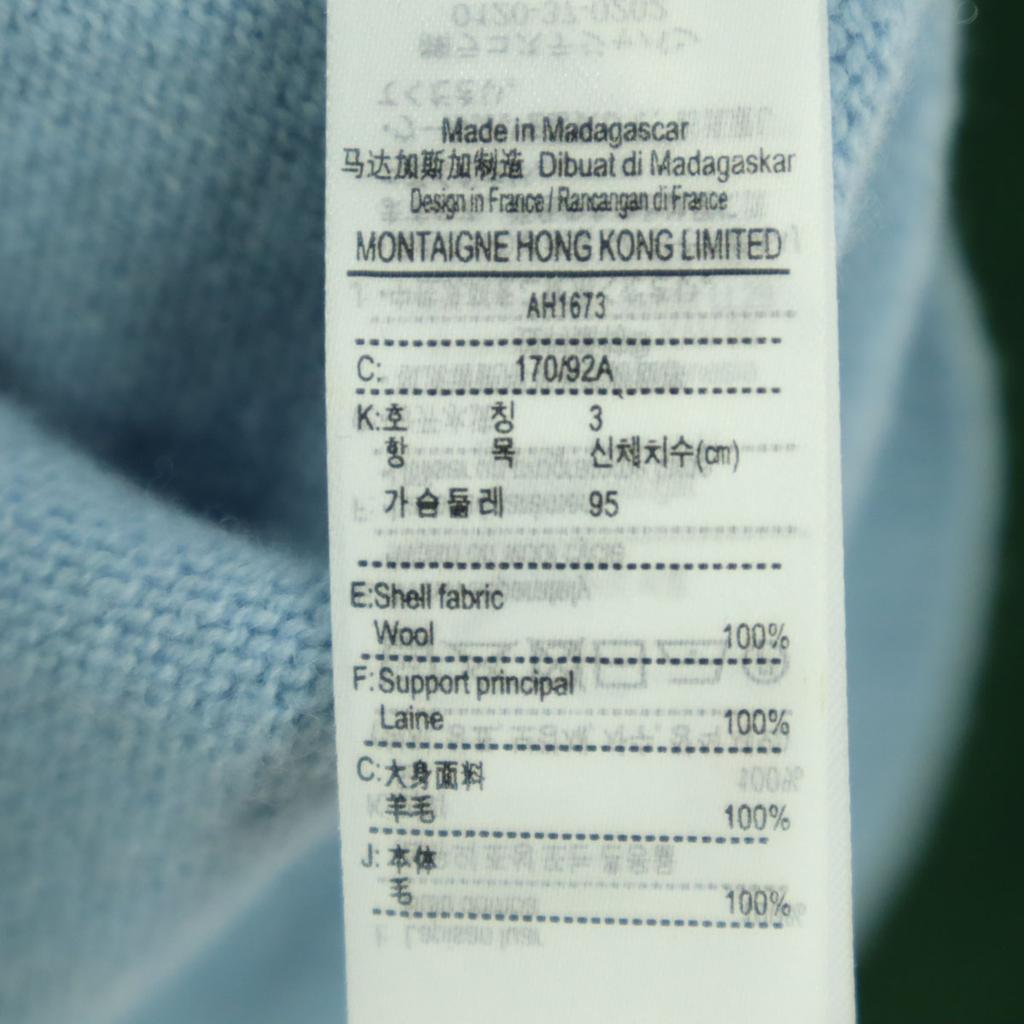 Made in Madagascar
马达加斯加制造 Dibuat di Madagaskar
Design in France / Rancangan di France
MONTAIGNE HONG KONG LIMITED
AH1673
C: 170/92A
K:호 칭 3
항 목 신체치수(cm)
가슴둘레 95
E:Shell fabric
Wool 100%
F:Support principal
Laine 100%
C:大身面料
羊毛 100%
J:本体
毛 100%